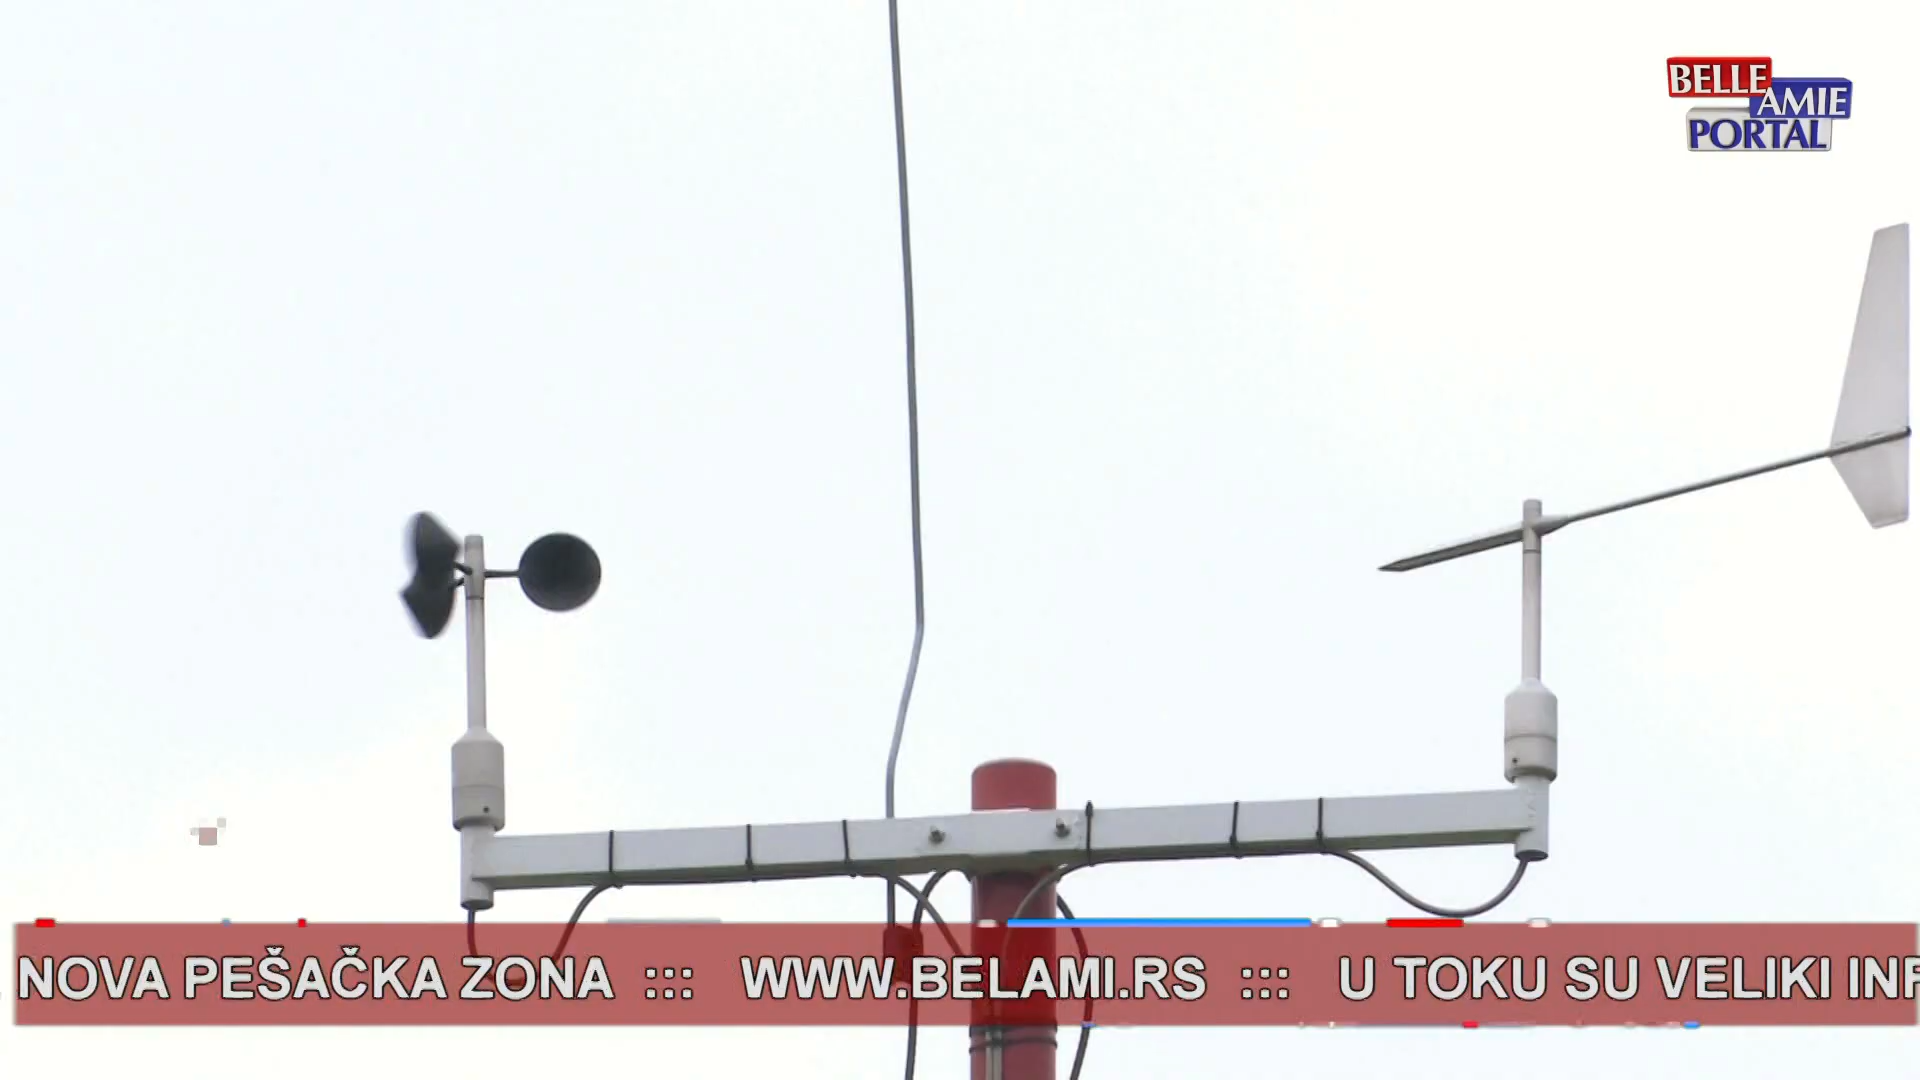 BELLE
AMIE
PORTAL
NOVA PEŠAČKA ZONA ::: WWW.BELAMI.RS ::: U TOKU SU VELIKI